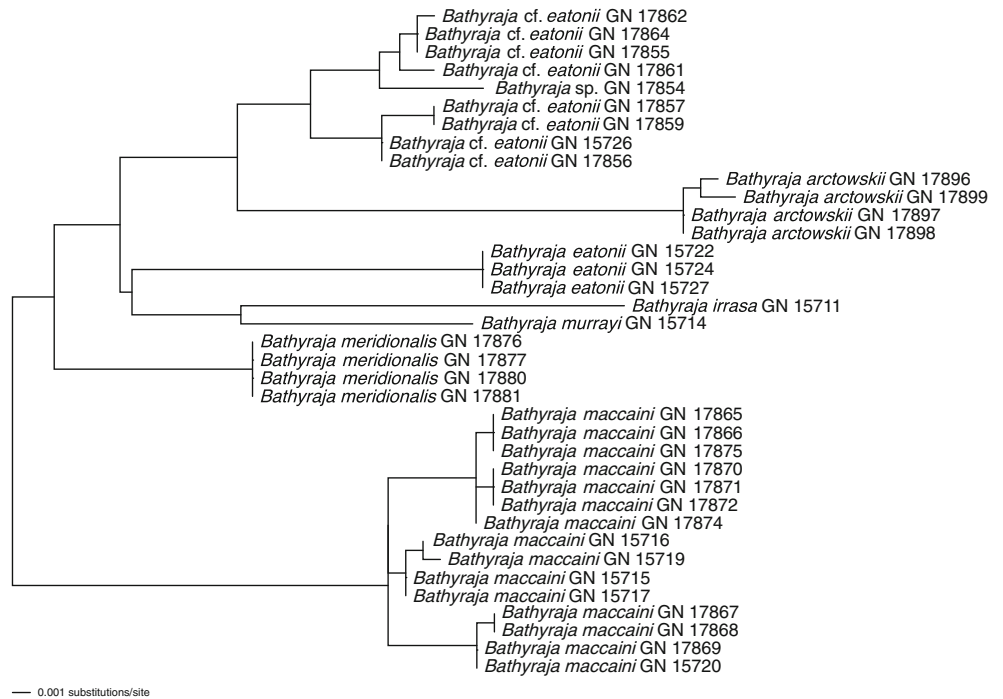 Bathyraja cf. eatonii GN 17862
Bathyraja cf. eatonii GN 17864
Bathyraja cf. eatonii GN 17855
Bathyraja cf. eatonii GN 17861
Bathyraja sp. GN 17854
Bathyraja cf. eatonii GN 17857
Bathyraja cf. eatonii GN 17859
Bathyraja cf. eatonii GN 15726
Bathyraja cf. eatonii GN 17856
Bathyraja arctowskii GN 17896
Bathyraja arctowskii GN 17899
Bathyraja arctowskii GN 17897
Bathyraja arctowskii GN 17898
Bathyraja eatonii GN 15722
Bathyraja eatonii GN 15724
Bathyraja eatonii GN 15727
Bathyraja irrasa GN 15711
Bathyraja murrayi GN 15714
Bathyraja meridionalis GN 17876
Bathyraja meridionalis GN 17877
Bathyraja meridionalis GN 17880
Bathyraja meridionalis GN 17881
Bathyraja maccaini GN 17865
Bathyraja maccaini GN 17866
Bathyraja maccaini GN 17875
Bathyraja maccaini GN 17870
Bathyraja maccaini GN 17871
Bathyraja maccaini GN 17872
Bathyraja maccaini GN 17874
Bathyraja maccaini GN 15716
Bathyraja maccaini GN 15719
Bathyraja maccaini GN 15715
Bathyraja maccaini GN 15717
Bathyraja maccaini GN 17867
Bathyraja maccaini GN 17868
Bathyraja maccaini GN 17869
Bathyraja maccaini GN 15720
0.001 substitutions/site